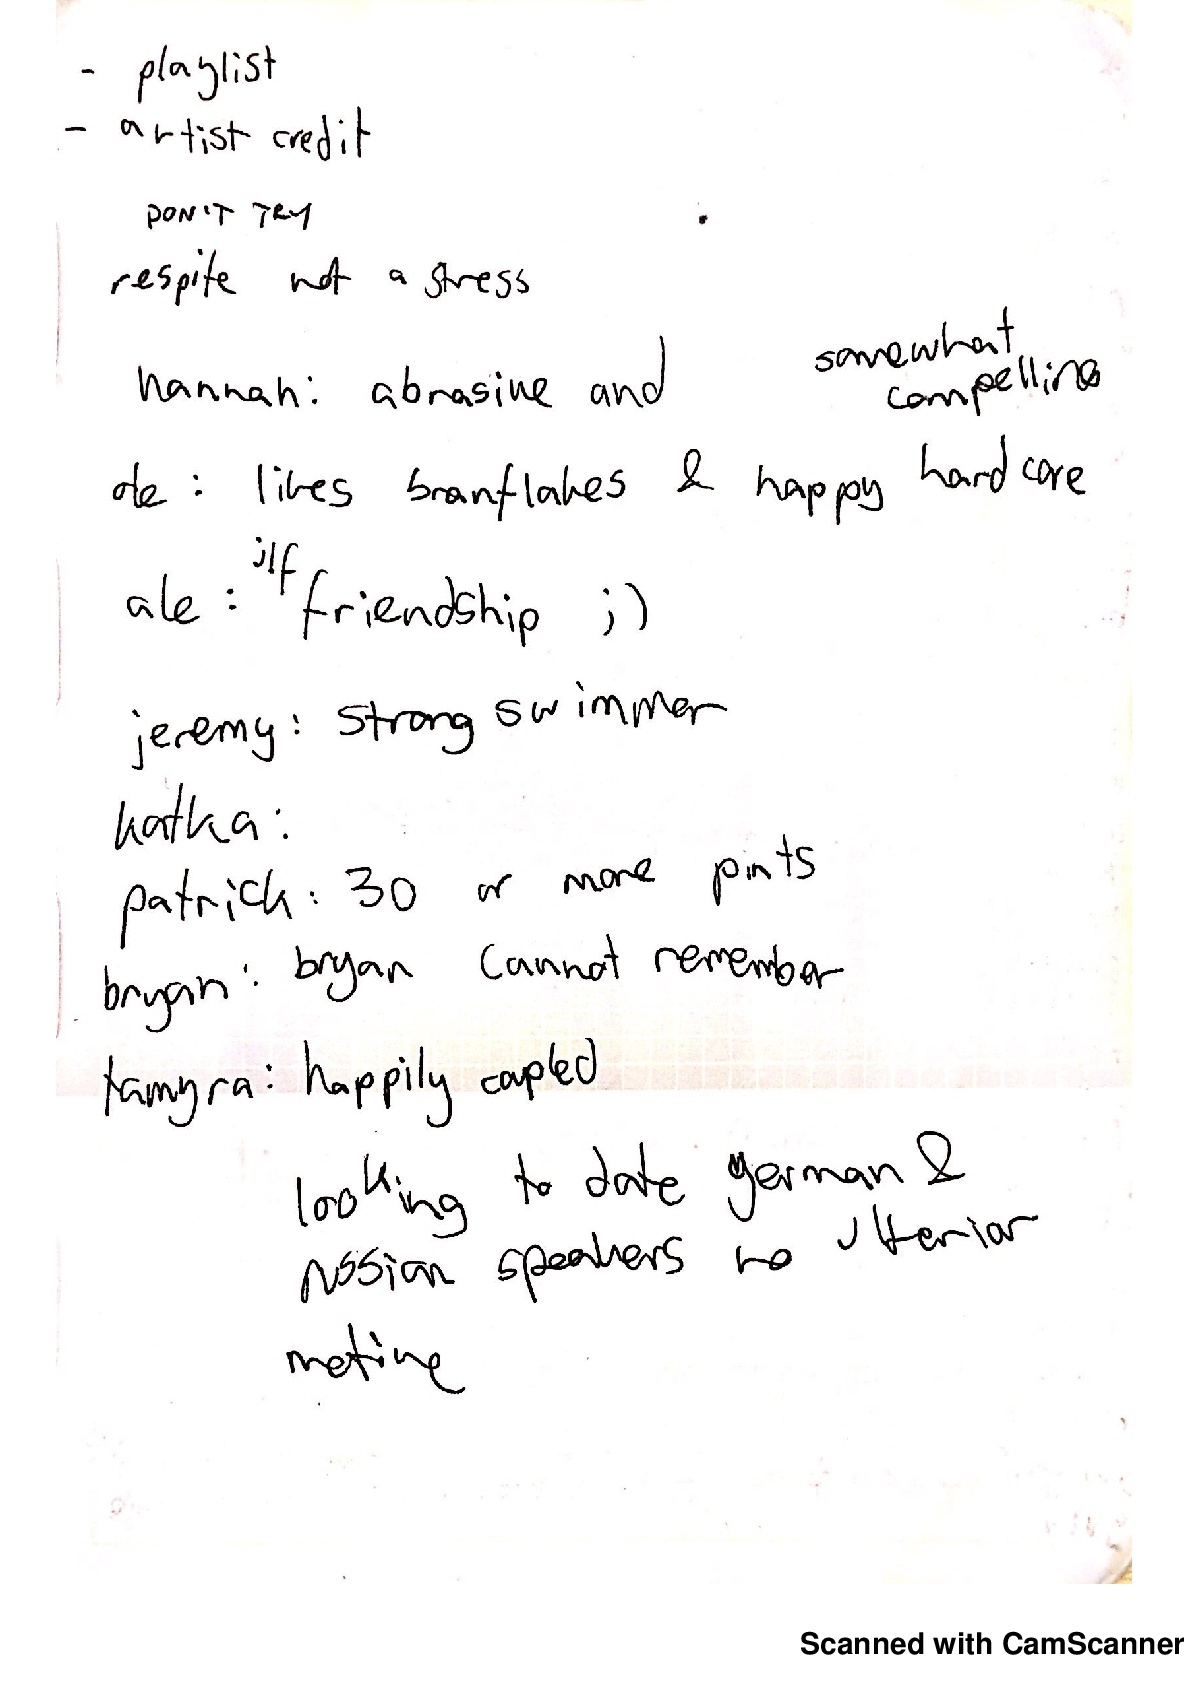 - playlist
- artist credit
DON'T TRY
respite not a stress
hannah: abrasive and somewhat compelling
ole: likes branflakes & happy hardcore
ale: ilf friendship ;)
jeremy: strong swimmer
katka:
patrick: 30 or more pints
bryan: bryan cannot remember
tamyra: happily coupled
looking to date german &
russian speakers no ulterior
motive
Scanned with CamScanner